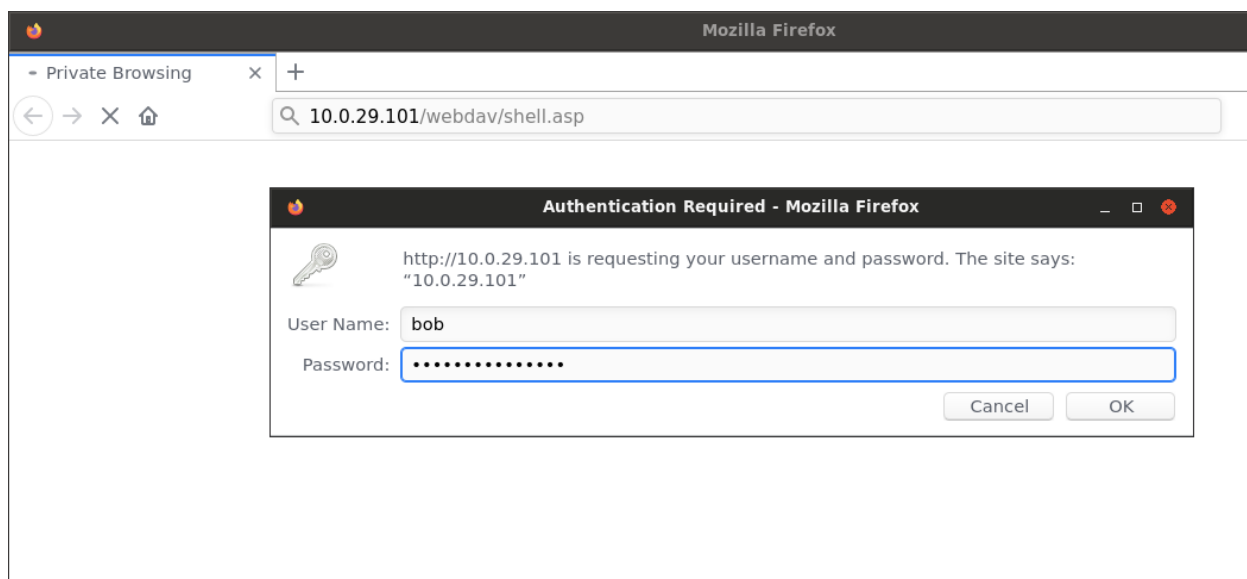 Mozilla Firefox
Private Browsing
10.0.29.101/webdav/shell.asp
Authentication Required - Mozilla Firefox
http://10.0.29.101 is requesting your username and password. The site says:
“10.0.29.101”
User Name: bob
Password: •••••••••••••••
Cancel OK